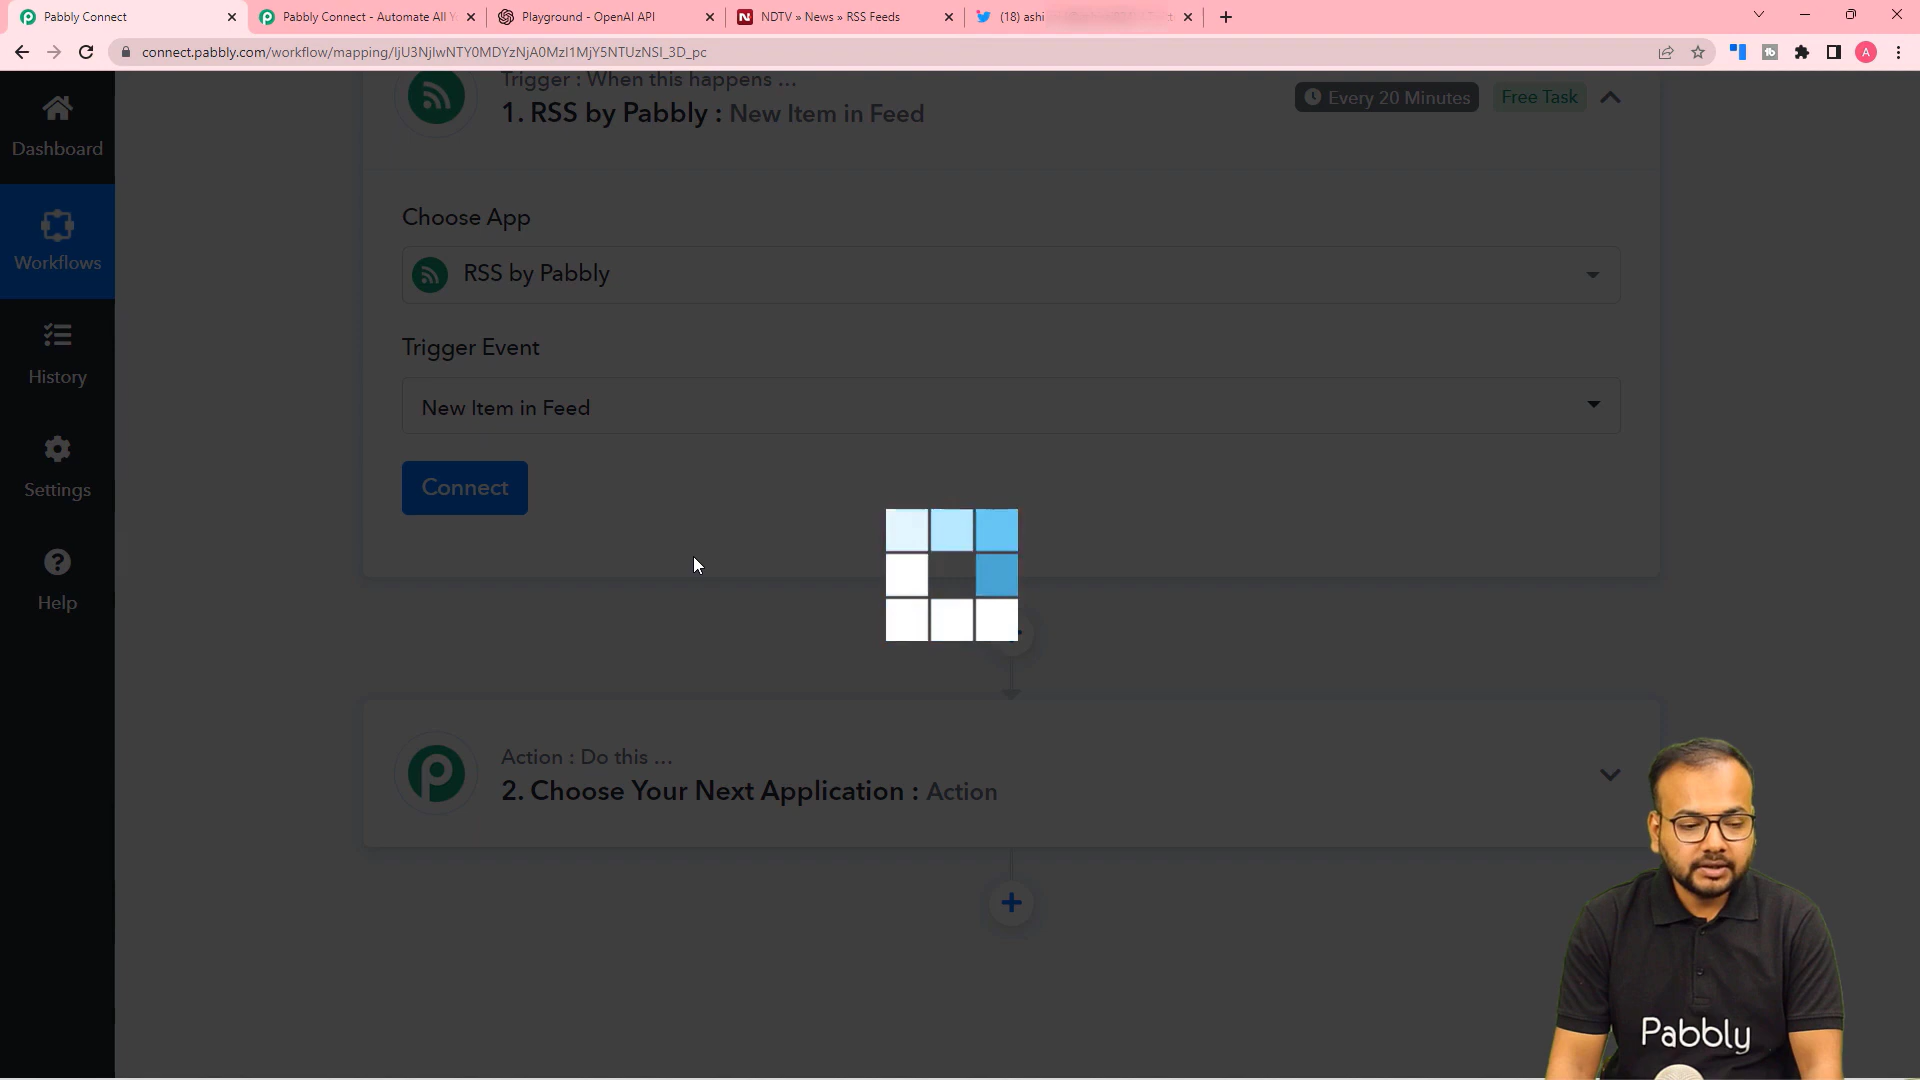 Pabbly Connect
Pabbly Connect - Automate All Y
Playground - OpenAI API
NDTV » News » RSS Feeds
(18) ashi
connect.pabbly.com/workflow/mapping/IjU3NjIwNTY0MDYzNjA0MzI1MjY5NTUzNSI_3D_pc
A
Trigger : When this happens ...
1. RSS by Pabbly : New Item in Feed
Every 20 Minutes
Free Task
Dashboard
Workflows
History
Settings
Help
Choose App
RSS by Pabbly
Trigger Event
New Item in Feed
Connect
Action : Do this ...
2. Choose Your Next Application : Action
Pabbly